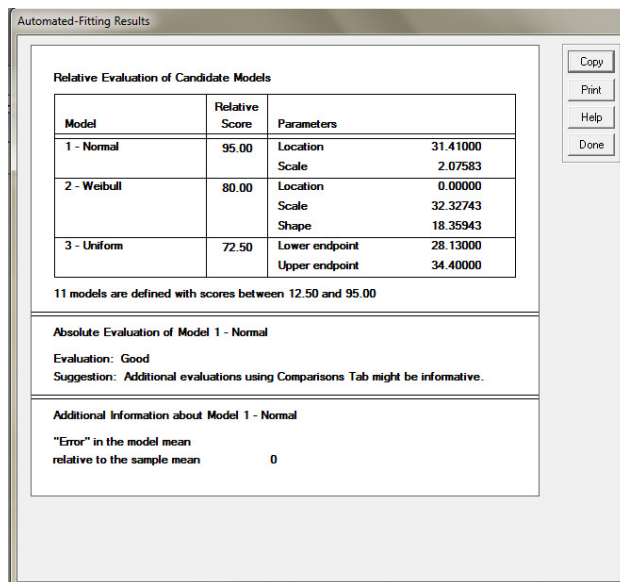 Automated-Fitting Results
Copy
Print
Help
Done
Relative Evaluation of Candidate Models
Model Relative Score Parameters
1 - Normal 95.00 Location 31.41000
Scale 2.07583
2 - Weibull 80.00 Location 0.00000
Scale 32.32743
Shape 18.35943
3 - Uniform 72.50 Lower endpoint 28.13000
Upper endpoint 34.40000
11 models are defined with scores between 12.50 and 95.00
Absolute Evaluation of Model 1 - Normal
Evaluation: Good
Suggestion: Additional evaluations using Comparisons Tab might be informative.
Additional Information about Model 1 - Normal
"Error" in the model mean
relative to the sample mean 0